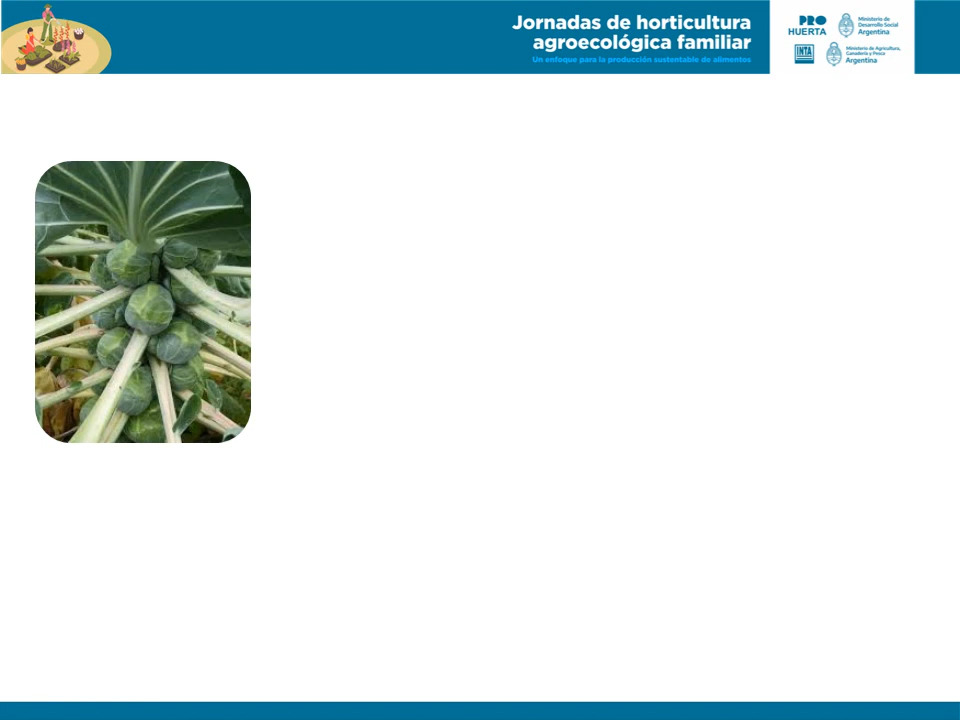 Jornadas de horticultura
agroecológica familiar
Un enfoque para la producción sustentable de alimentos
PRO
HUERTA
Ministerio de
Desarrollo Social
Argentina
INTA
Ministerio de Agricultura,
Ganadería y Pesca
Argentina